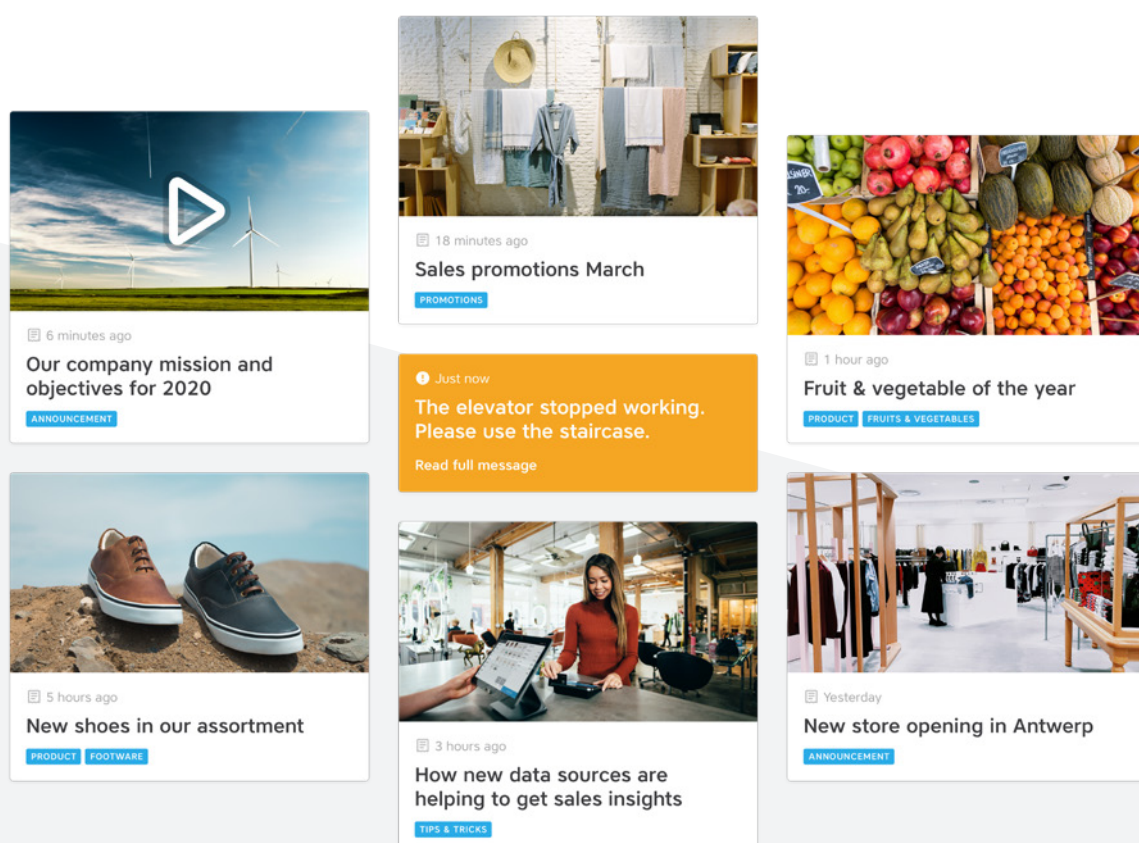 6 minutes ago
Our company mission and
objectives for 2020
ANNOUNCEMENT
5 hours ago
New shoes in our assortment
PRODUCT FOOTWARE
18 minutes ago
Sales promotions March
PROMOTIONS
Just now
The elevator stopped working.
Please use the staircase.
Read full message
3 hours ago
How new data sources are
helping to get sales insights
TIPS & TRICKS
20.-
1 hour ago
Fruit & vegetable of the year
PRODUCT FRUITS & VEGETABLES
Yesterday
New store opening in Antwerp
ANNOUNCEMENT